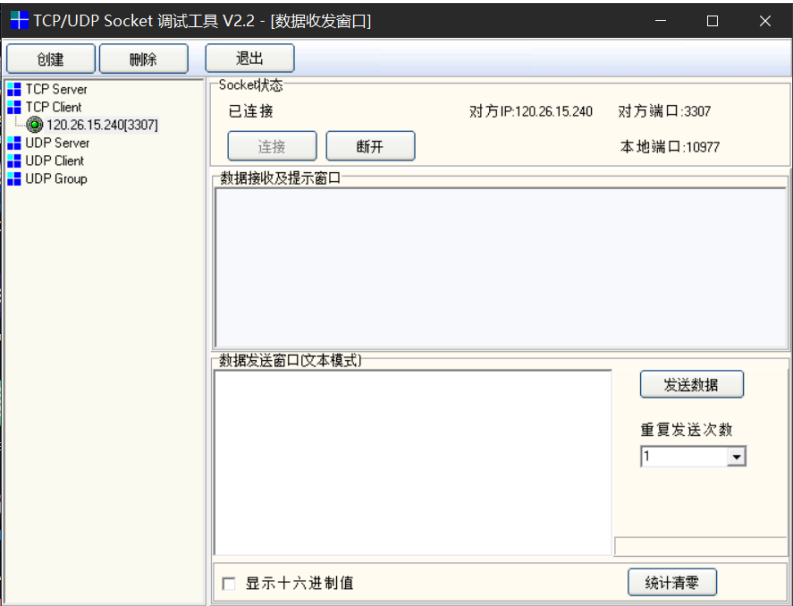 TCP/UDP Socket 调试工具 V2.2 - [数据收发窗口]
创建 删除 退出
TCP Server
TCP Client
120.26.15.240[3307]
UDP Server
UDP Client
UDP Group
Socket状态
已连接 对方IP:120.26.15.240 对方端口:3307
连接 断开 本地端口:10977
数据接收及提示窗口
数据发送窗口(文本模式)
发送数据
重复发送次数
1
显示十六进制值 统计清零